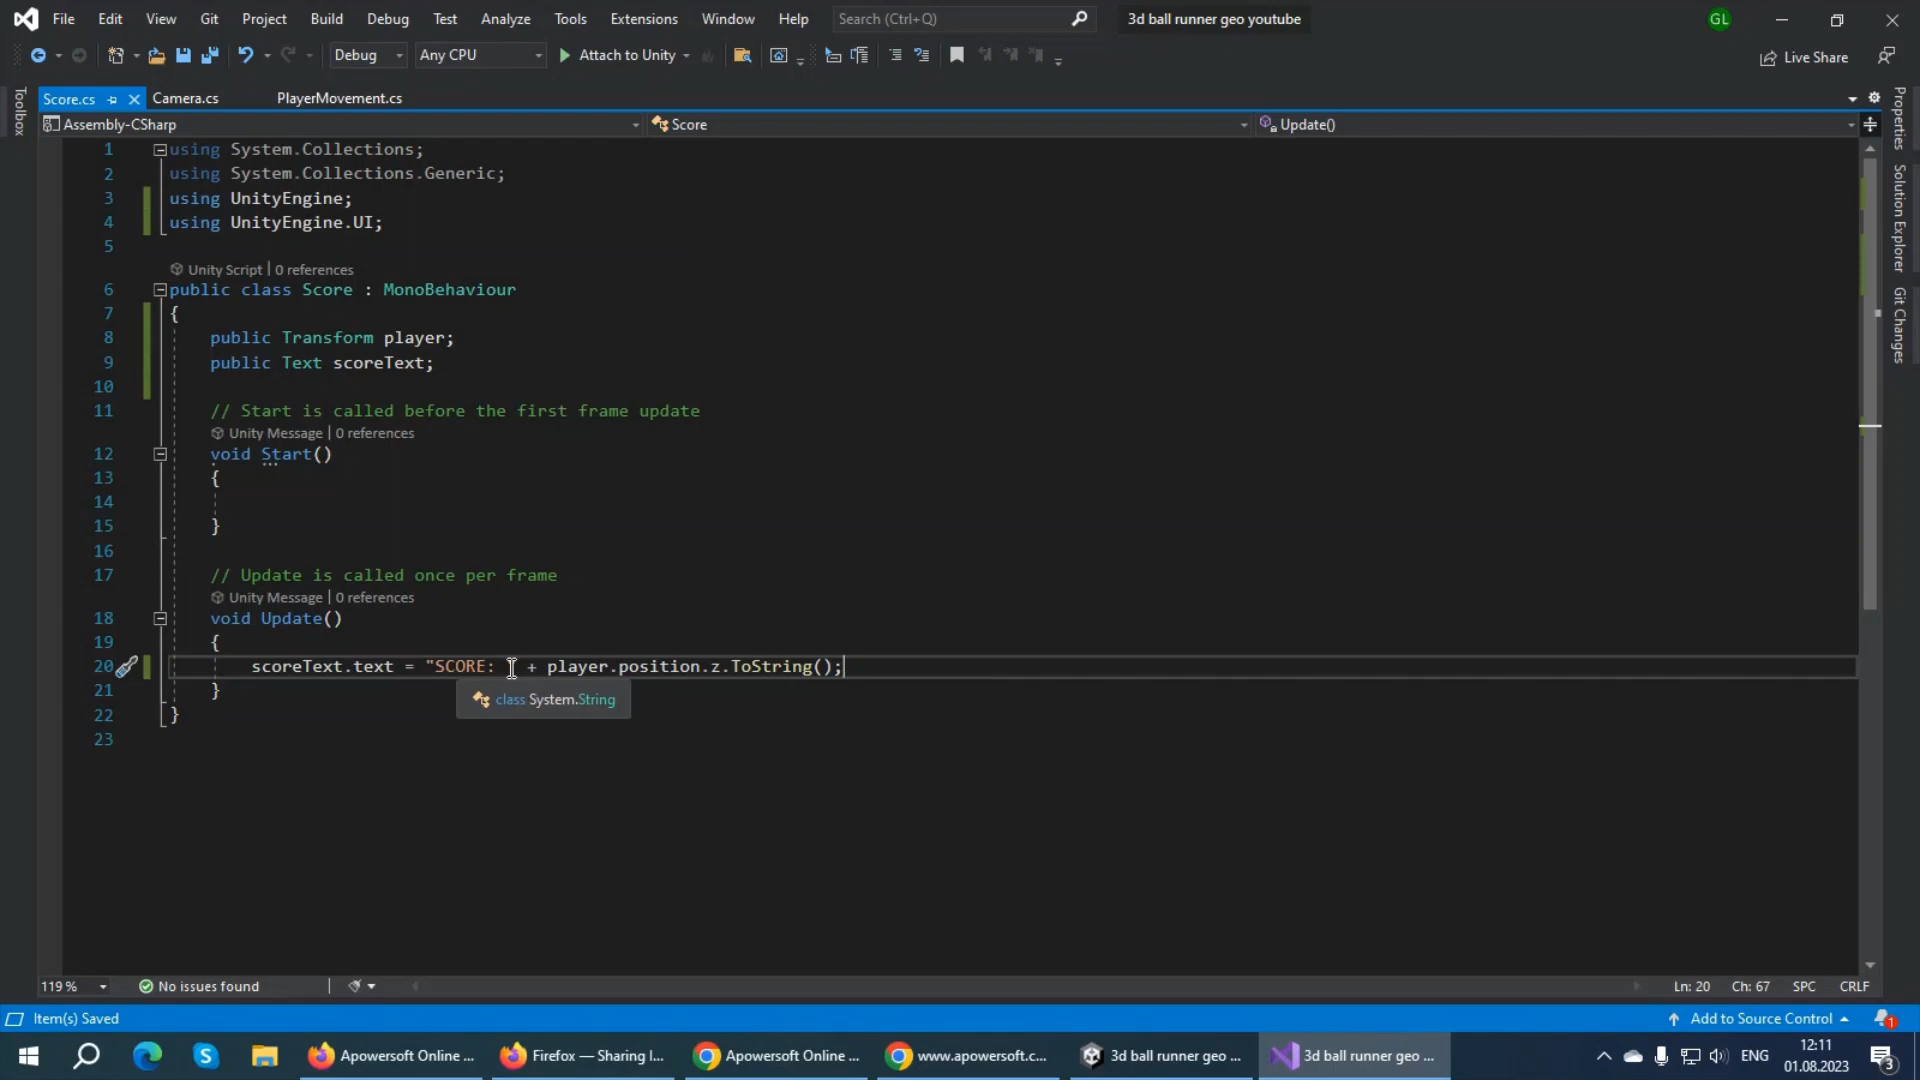 File Edit View Git Project Build Debug Test Analyze Tools Extensions Window Help Search (Ctrl+Q) 3d ball runner geo youtube GL
Debug Any CPU Attach to Unity Live Share
Toolbox
Score.cs Camera.cs PlayerMovement.cs
Assembly-CSharp Score Update()
Properties
Solution Explorer
Git Changes
1 using System.Collections;
2 using System.Collections.Generic;
3 using UnityEngine;
4 using UnityEngine.UI;
5
Unity Script | 0 references
6 public class Score : MonoBehaviour
7 {
8 public Transform player;
9 public Text scoreText;
10
11 // Start is called before the first frame update
Unity Message | 0 references
12 void Start()
13 {
14
15 }
16
17 // Update is called once per frame
Unity Message | 0 references
18 void Update()
19 {
20 scoreText.text = "SCORE: " + player.position.z.ToString();
21 }
class System.String
22 }
23
119 % No issues found Ln: 20 Ch: 67 SPC CRLF
Item(s) Saved Add to Source Control 1
Apowersoft Online ... Firefox — Sharing I... Apowersoft Online ... www.apowersoft.c... 3d ball runner geo ... 3d ball runner geo ... ENG 12:11
01.08.2023 3